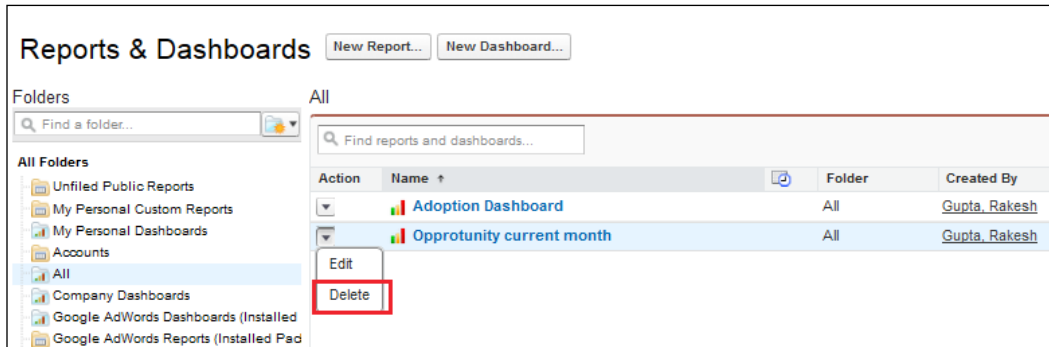 Reports & Dashboards New Report... New Dashboard...
Folders
Find a folder...
All Folders
Unfiled Public Reports
My Personal Custom Reports
My Personal Dashboards
Accounts
All
Company Dashboards
Google AdWords Dashboards (Installed
Google AdWords Reports (Installed Pad
All
Find reports and dashboards...
Action Name ↑ Folder Created By
Adoption Dashboard All Gupta, Rakesh
Opprotunity current month All Gupta, Rakesh
Edit
Delete